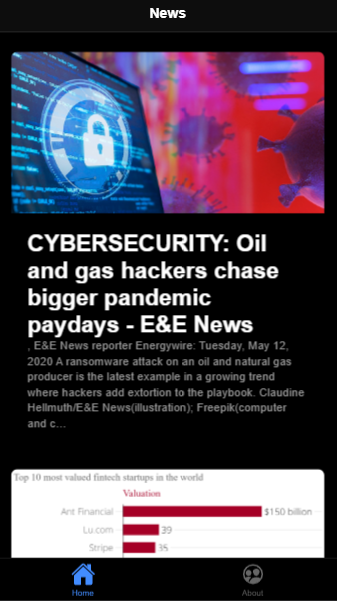 News
CYBERSECURITY: Oil
and gas hackers chase
bigger pandemic
paydays - E&E News
, E&E News reporter Energywire: Tuesday, May 12,
2020 A ransomware attack on an oil and natural gas
producer is the latest example in a growing trend
where hackers add extortion to the playbook. Claudine
Hellmuth/E&E News(illustration); Freepik(computer
and c...
Top 10 most valued fintech startups in the world
Valuation
Ant Financial $150 billion
Lu.com 39
Stripe 35
Home About